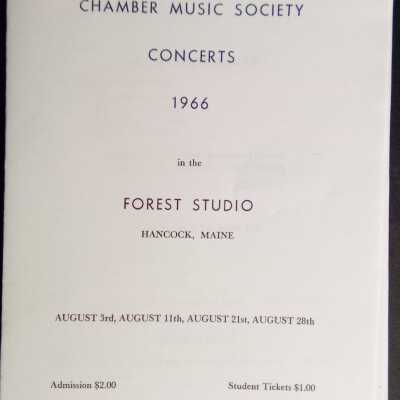 CHAMBER MUSIC SOCIETY
CONCERTS
1966
in the
FOREST STUDIO
HANCOCK, MAINE
AUGUST 3rd, AUGUST 11th, AUGUST 21st, AUGUST 28th
Admission $2.00 Student Tickets $1.00